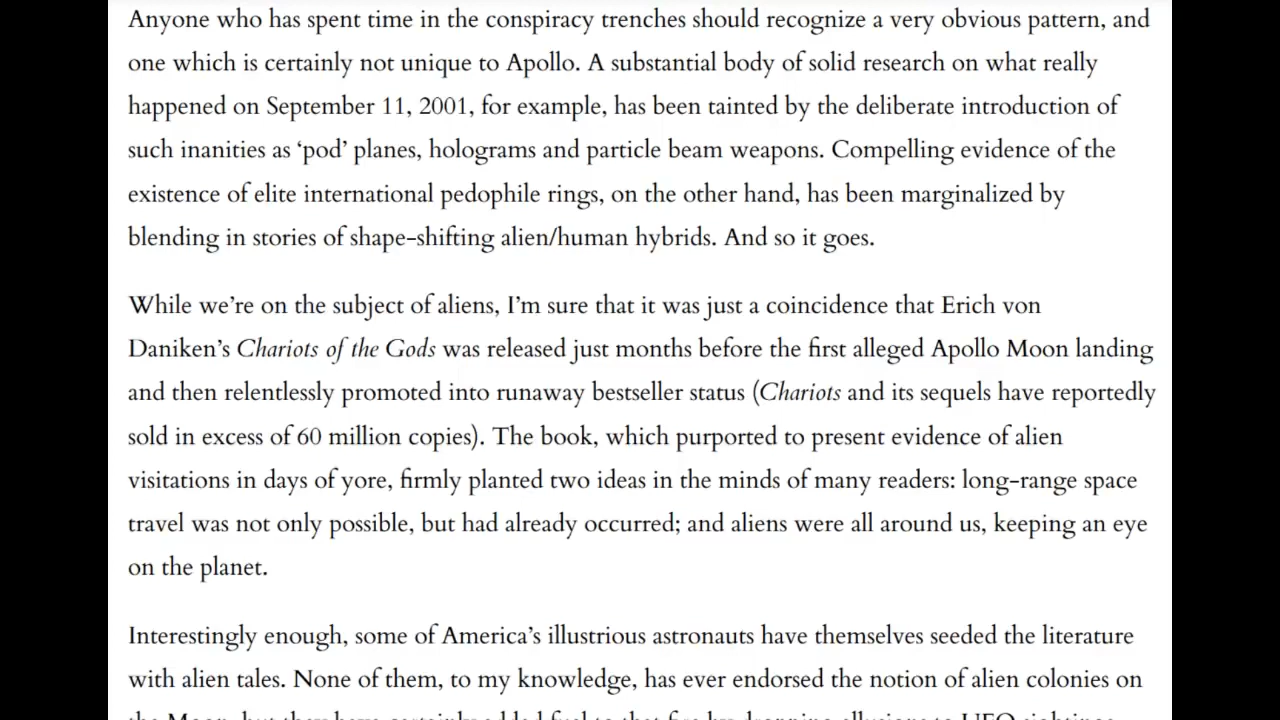 Anyone who has spent time in the conspiracy trenches should recognize a very obvious pattern, and
one which is certainly not unique to Apollo. A substantial body of solid research on what really
happened on September 11, 2001, for example, has been tainted by the deliberate introduction of
such inanities as ‘pod’ planes, holograms and particle beam weapons. Compelling evidence of the
existence of elite international pedophile rings, on the other hand, has been marginalized by
blending in stories of shape-shifting alien/human hybrids. And so it goes.
While we’re on the subject of aliens, I’m sure that it was just a coincidence that Erich von
Daniken’s Chariots of the Gods was released just months before the first alleged Apollo Moon landing
and then relentlessly promoted into runaway bestseller status (Chariots and its sequels have reportedly
sold in excess of 60 million copies). The book, which purported to present evidence of alien
visitations in days of yore, firmly planted two ideas in the minds of many readers: long-range space
travel was not only possible, but had already occurred; and aliens were all around us, keeping an eye
on the planet.
Interestingly enough, some of America’s illustrious astronauts have themselves seeded the literature
with alien tales. None of them, to my knowledge, has ever endorsed the notion of alien colonies on